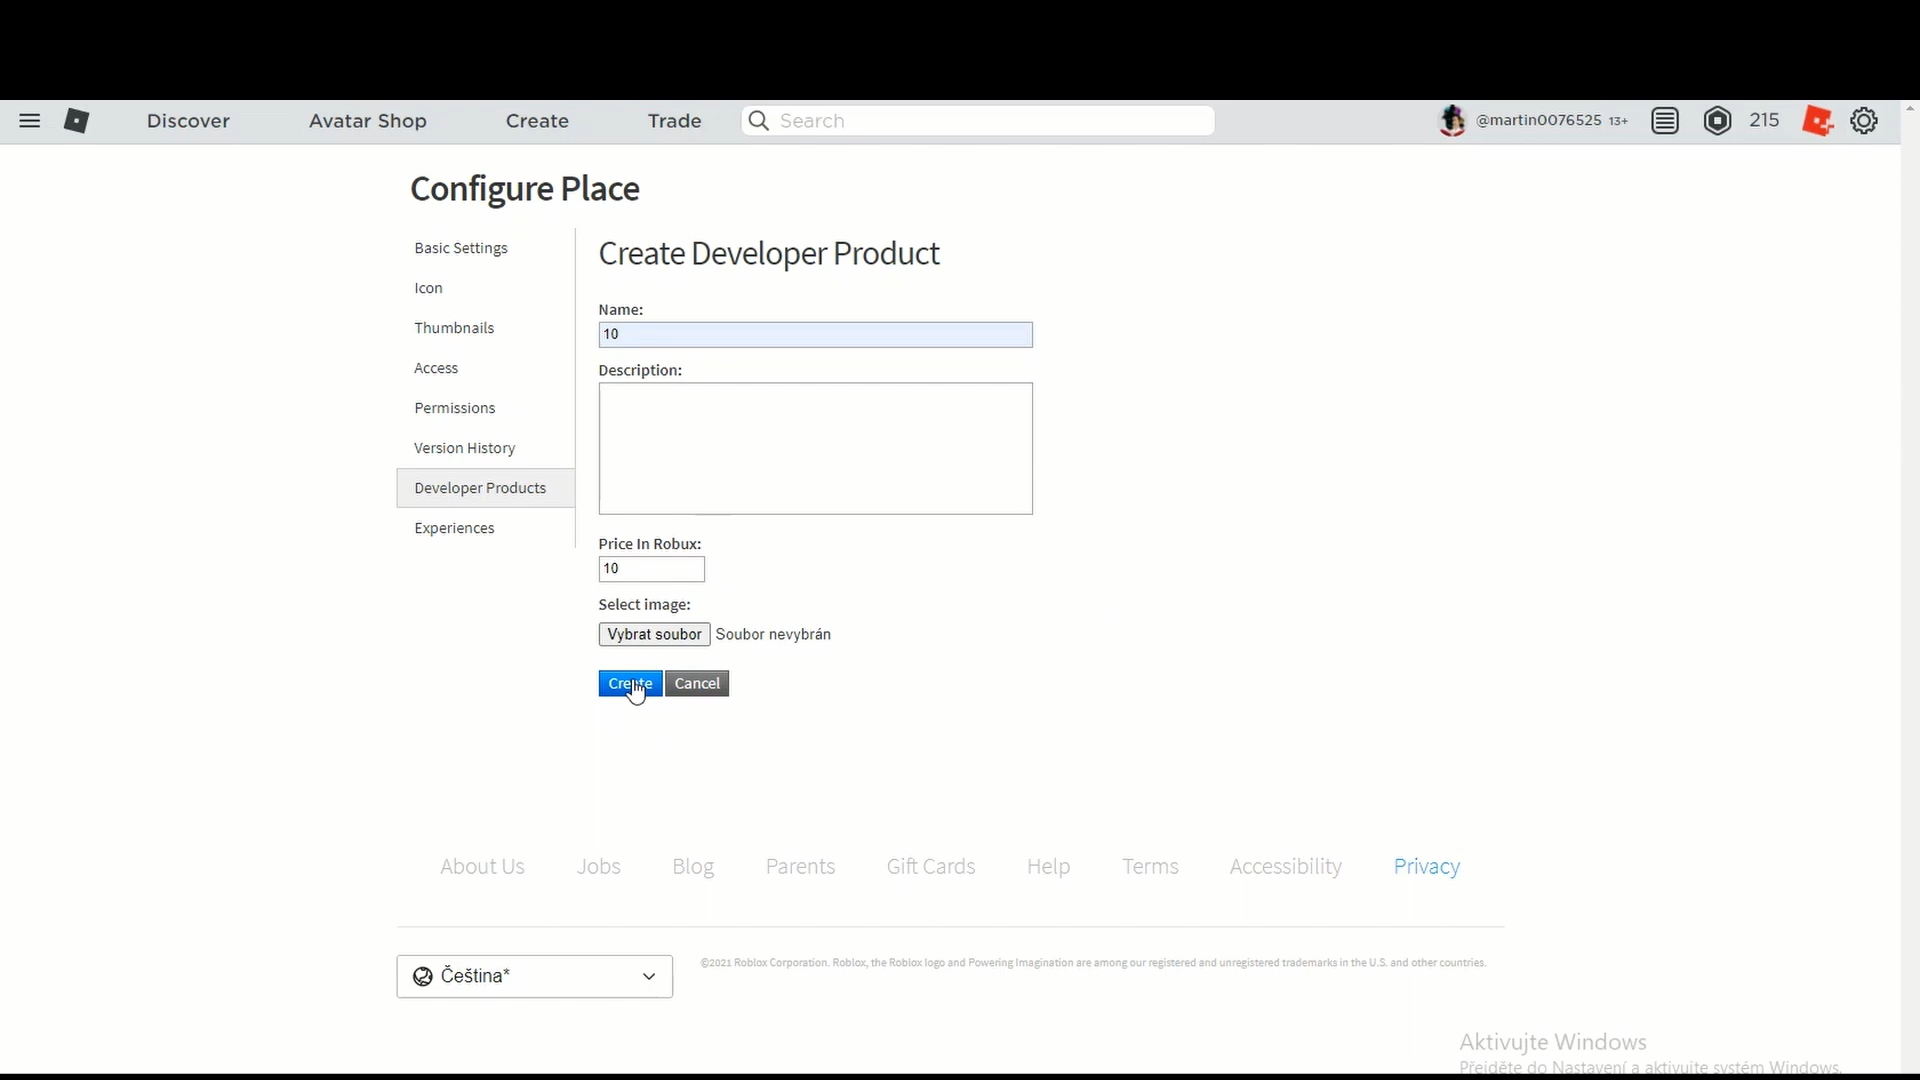 Discover Avatar Shop Create Trade Search @martin0076525 13+ 215
Configure Place
Basic Settings
Icon
Thumbnails
Access
Permissions
Version History
Developer Products
Experiences
Create Developer Product
Name:
10
Description:
Price In Robux:
10
Select image:
Vybrat soubor Soubor nevybrán
Create Cancel
About Us Jobs Blog Parents Gift Cards Help Terms Accessibility Privacy
Čeština*
©2021 Roblox Corporation. Roblox, the Roblox logo and Powering Imagination are among our registered and unregistered trademarks in the U.S. and other countries.
Aktivujte Windows
Přejděte do Nastavení a aktivujte systém Windows.